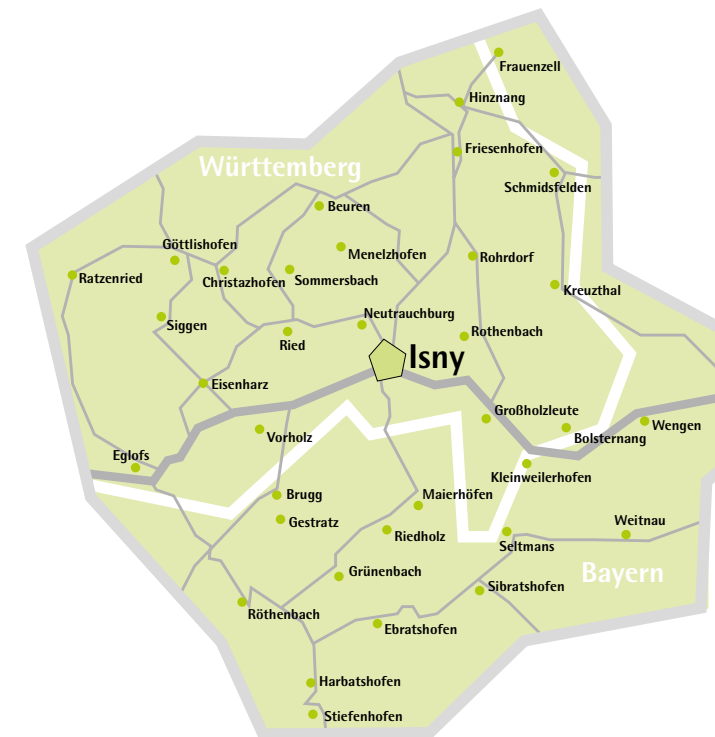 Frauenzell
Hinznang
Friesenhofen
Württemberg
Schmidsfelden
Beuren
Göttlishofen
Menelzhofen
Rohrdorf
Ratzenried
Christazhofen
Sommersbach
Kreuzthal
Neutrauchburg
Siggen
Rothenbach
Ried
Isny
Eisenharz
Großholzleute
Wengen
Vorholz
Bolsternang
Eglofs
Kleinweilerhofen
Brugg
Maierhöfen
Gestratz
Weitnau
Riedholz
Seltmans
Grünenbach
Bayern
Sibratshofen
Röthenbach
Ebratshofen
Harbatshofen
Stiefenhofen